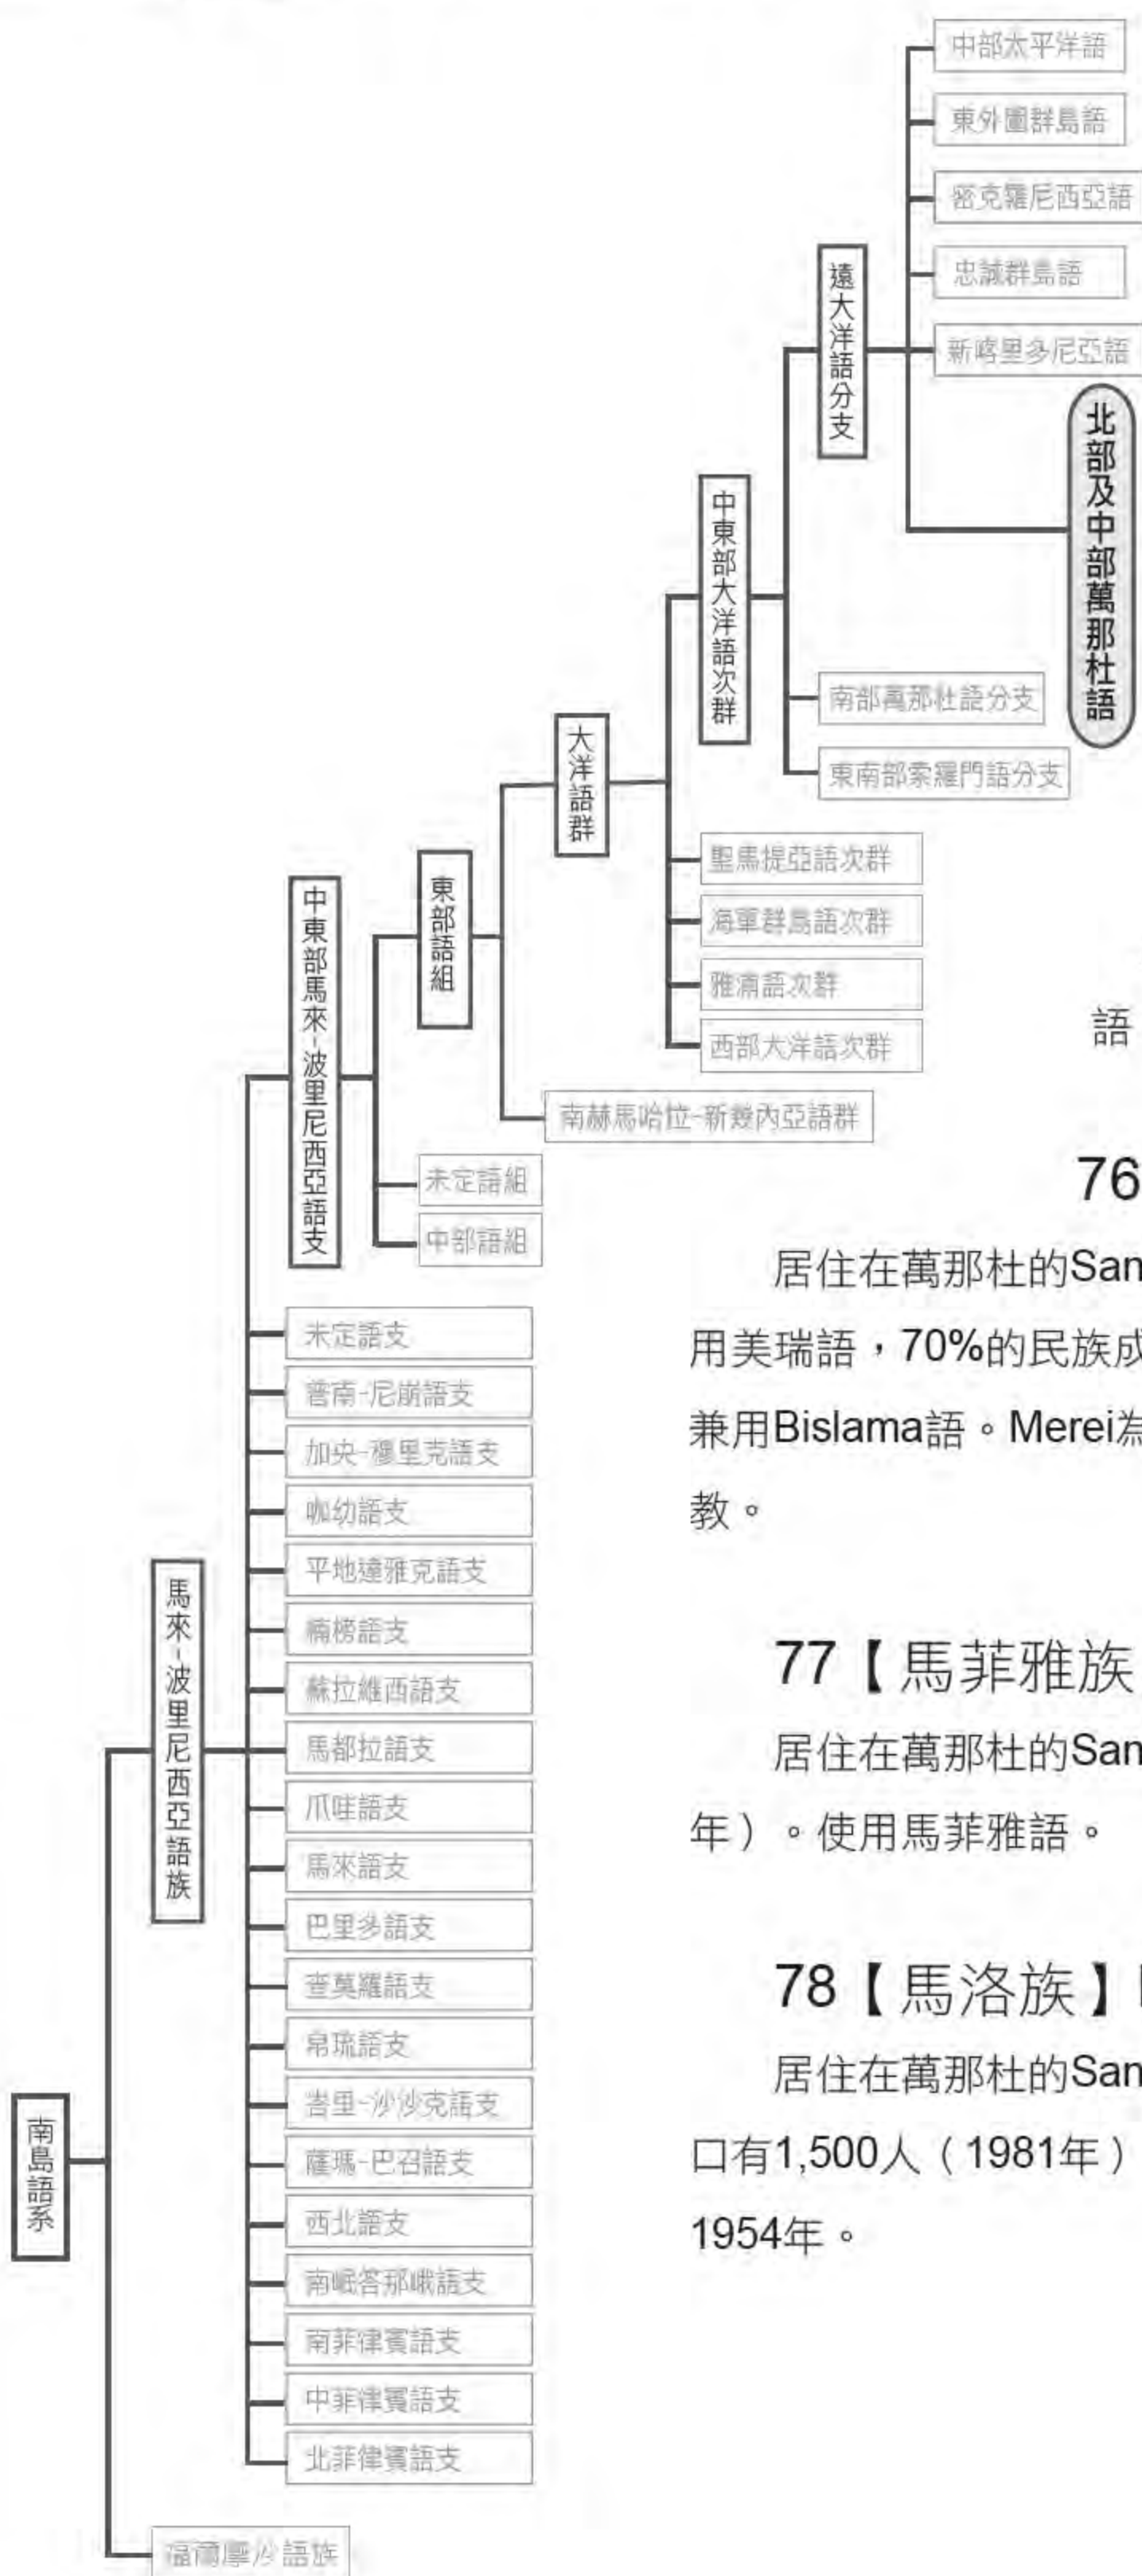 中部太平洋語
東外圍群島語
密克羅尼西亞語
忠誠群島語
新喀里多尼亞語
北部及中部萬那杜語
遠大洋語分支
南部萬那杜語分支
東南部索羅門語分支
中東部大洋語次群
聖馬提亞語次群
海軍群島語次群
雅浦語次群
西部大洋語次群
大洋語群
南赫馬哈拉-新幾內亞語群
東部語組
未定語組
中部語組
中東部馬來-波里尼西亞語支
未定語支
普南-尼崩語支
加央-穆里克語支
咖幼語支
平地達雅克語支
楠榜語支
蘇拉維西語支
馬都拉語支
爪哇語支
馬來語支
巴里多語支
查莫羅語支
帛琉語支
峇里-沙沙克語支
薩瑪-巴召語支
西北語支
南岷答那峨語支
南菲律賓語支
中菲律賓語支
北菲律賓語支
馬來-波里尼西亞語族
福爾摩沙語族
南島語系
語
76
居住在萬那杜的San
用美瑞語，70%的民族成
兼用Bislama語。Merei為
教。
77【馬菲雅族
居住在萬那杜的San
年）。使用馬菲雅語。
78【馬洛族】
居住在萬那杜的San
口有1,500人（1981年）
1954年。